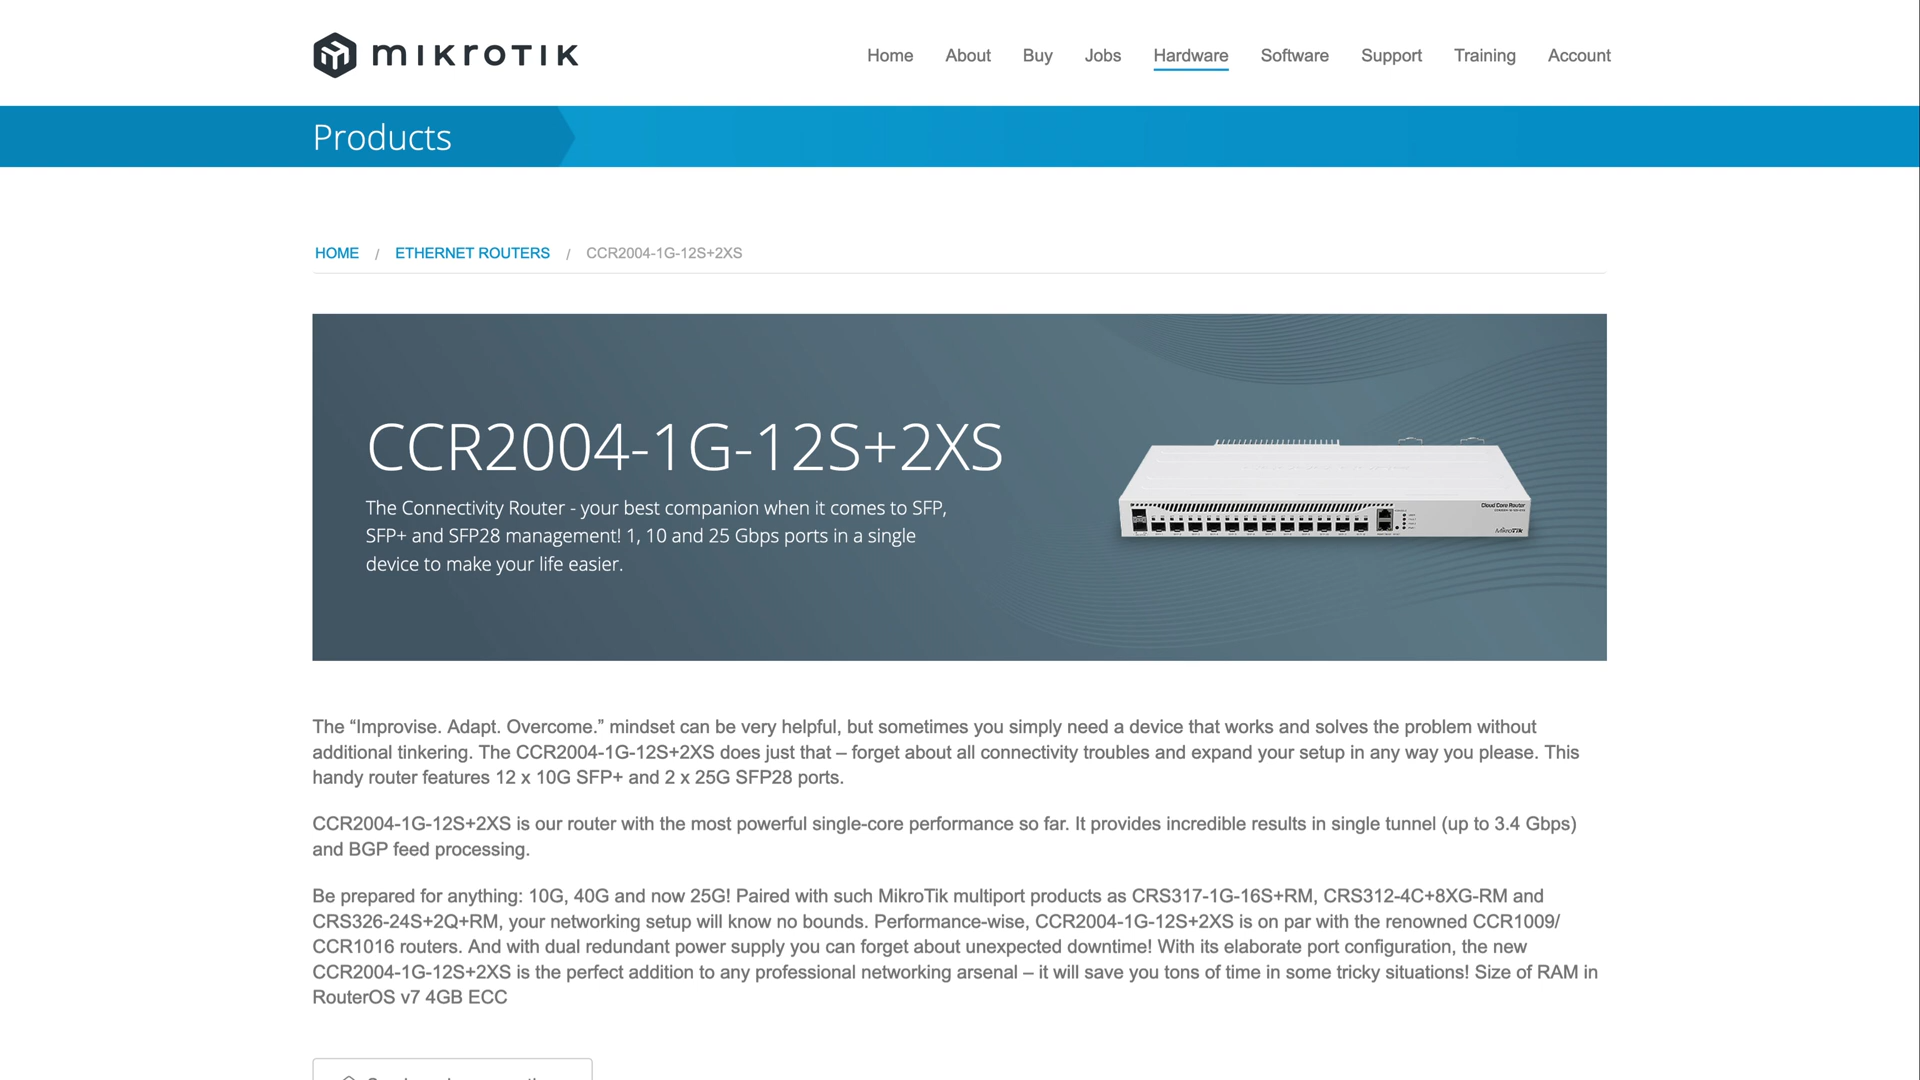 MIKROTIK
Home About Buy Jobs Hardware Software Support Training Account
Products
HOME / ETHERNET ROUTERS / CCR2004-1G-12S+2XS
CCR2004-1G-12S+2XS
The Connectivity Router - your best companion when it comes to SFP,
SFP+ and SFP28 management! 1, 10 and 25 Gbps ports in a single
device to make your life easier.
Cloud Core Router
MikroTik
The “Improvise. Adapt. Overcome.” mindset can be very helpful, but sometimes you simply need a device that works and solves the problem without
additional tinkering. The CCR2004-1G-12S+2XS does just that – forget about all connectivity troubles and expand your setup in any way you please. This
handy router features 12 x 10G SFP+ and 2 x 25G SFP28 ports.
CCR2004-1G-12S+2XS is our router with the most powerful single-core performance so far. It provides incredible results in single tunnel (up to 3.4 Gbps)
and BGP feed processing.
Be prepared for anything: 10G, 40G and now 25G! Paired with such MikroTik multiport products as CRS317-1G-16S+RM, CRS312-4C+8XG-RM and
CRS326-24S+2Q+RM, your networking setup will know no bounds. Performance-wise, CCR2004-1G-12S+2XS is on par with the renowned CCR1009/
CCR1016 routers. And with dual redundant power supply you can forget about unexpected downtime! With its elaborate port configuration, the new
CCR2004-1G-12S+2XS is the perfect addition to any professional networking arsenal – it will save you tons of time in some tricky situations! Size of RAM in
RouterOS v7 4GB ECC